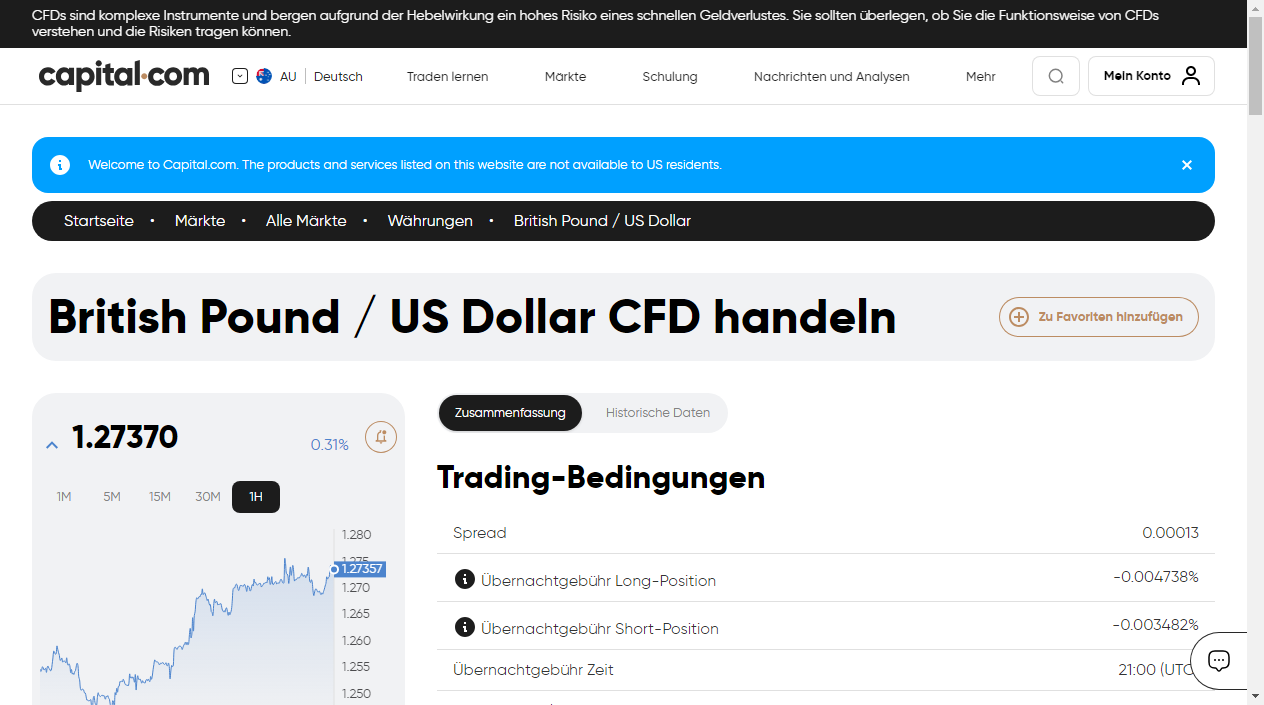 CFDs sind komplexe Instrumente und bergen aufgrund der Hebelwirkung ein hohes Risiko eines schnellen Geldverlustes. Sie sollten überlegen, ob Sie die Funktionsweise von CFDs
verstehen und die Risiken tragen können.
capital.com AU Deutsch Traden lernen Märkte Schulung Nachrichten und Analysen Mehr Mein Konto
Welcome to Capital.com. The products and services listed on this website are not available to US residents.
Startseite • Märkte • Alle Märkte • Währungen • British Pound / US Dollar
British Pound / US Dollar CFD handeln
Zu Favoriten hinzufügen
1.27370
0.31%
1M 5M 15M 30M 1H
1.280
1.275
1.27357
1.270
1.265
1.260
1.255
1.250
Zusammenfassung Historische Daten
Trading-Bedingungen
Spread 0.00013
Übernachtgebühr Long-Position -0.004738%
Übernachtgebühr Short-Position -0.003482%
Übernachtgebühr Zeit 21:00 (UTC